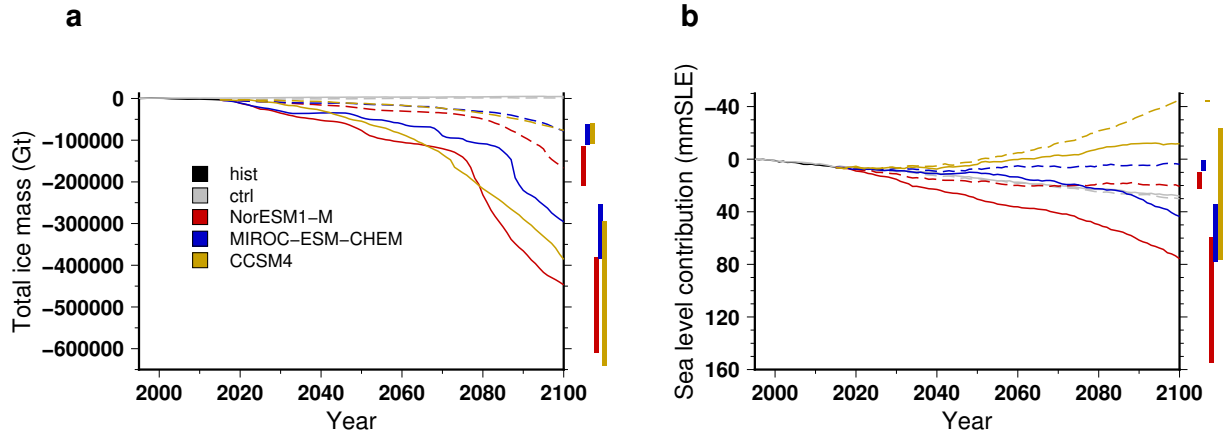 a
Total ice mass (Gt)
0
−100000
−200000
−300000
−400000
−500000
−600000
hist
ctrl
NorESM1−M
MIROC−ESM−CHEM
CCSM4
2000 2020 2040 2060 2080 2100
Year
b
Sea level contribution (mmSLE)
−40
0
40
80
120
160
2000 2020 2040 2060 2080 2100
Year